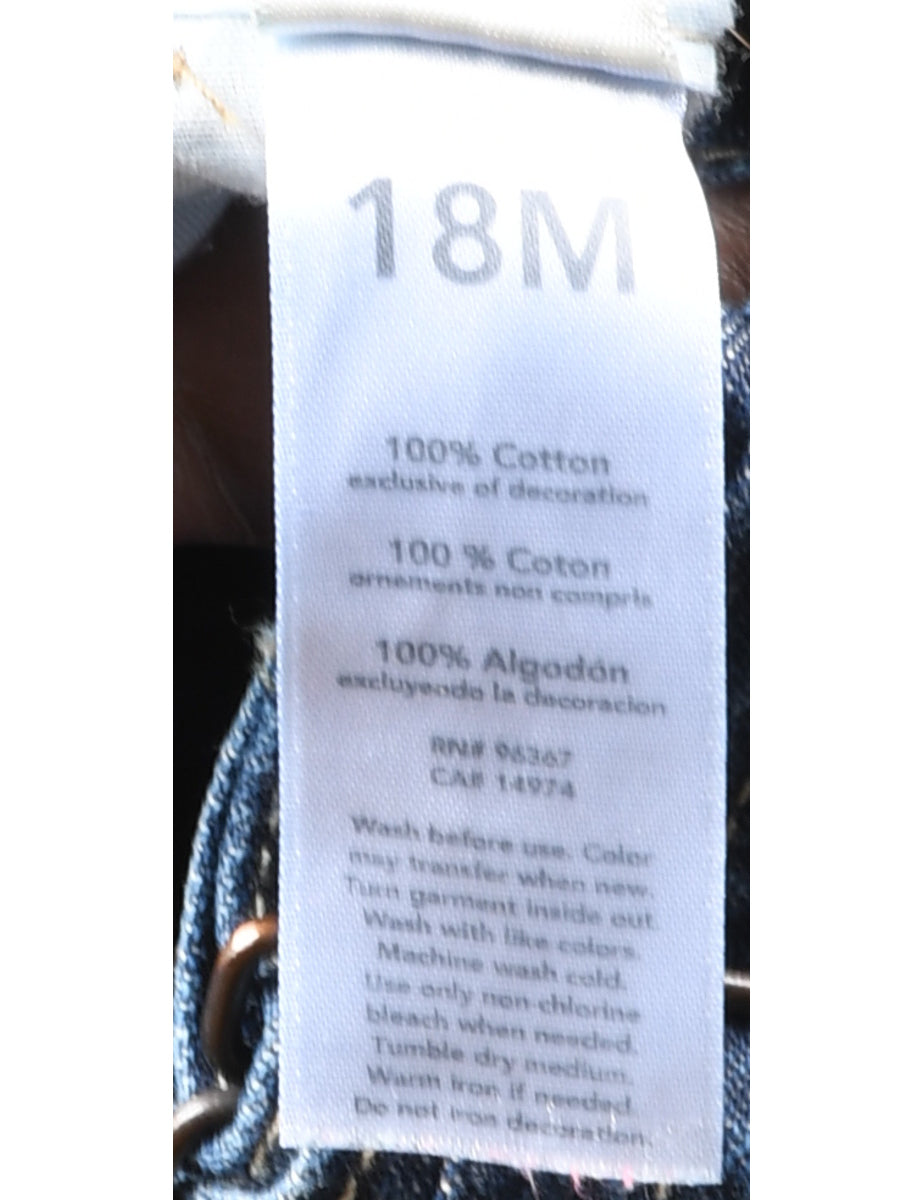 18M
100% Cotton
exclusive of decoration
100 % Coton
ornements non compris
100% Algodón
excluyendo la decoracion
RN# 96367
CA# 14974
Wash before use. Color
may transfer when new.
Turn garment inside out.
Wash with like colors.
Machine wash cold.
Use only non-chlorine
bleach when needed.
Tumble dry medium.
Warm iron if needed.
Do not iron decoration.